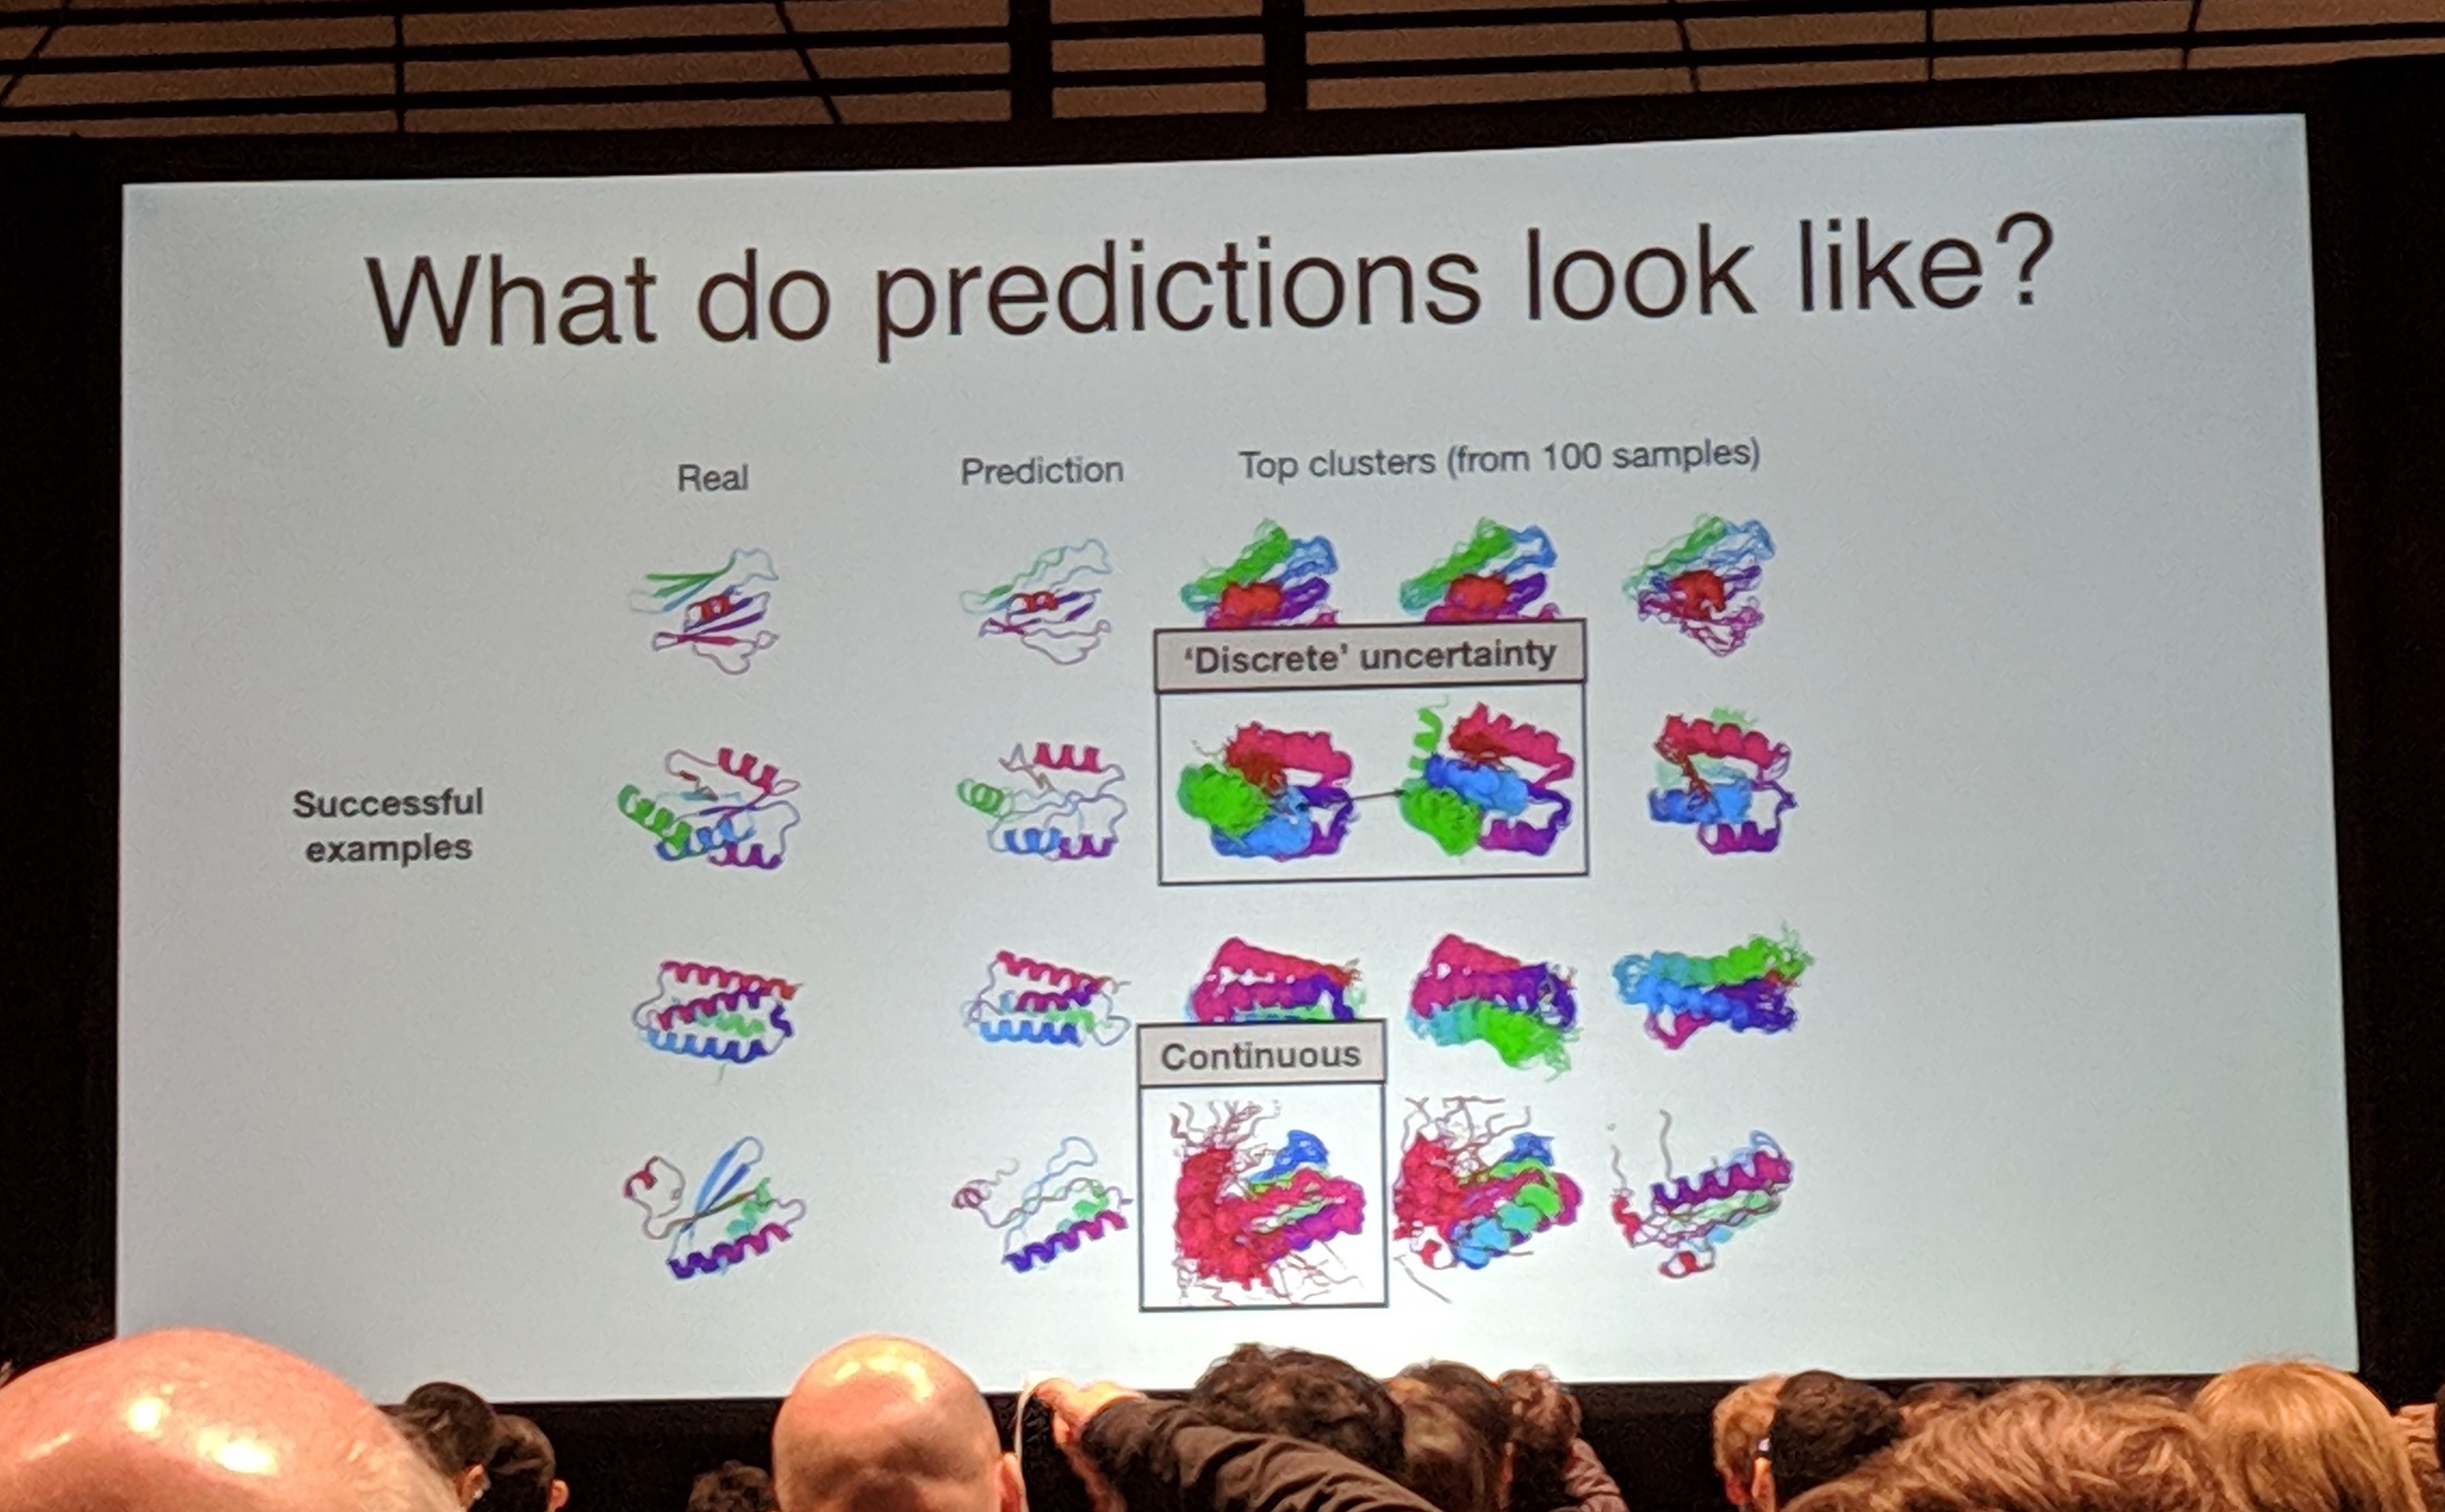 What do predictions look like?
Real
Prediction
Top clusters (from 100 samples)
‘Discrete’ uncertainty
Successful
examples
Continuous